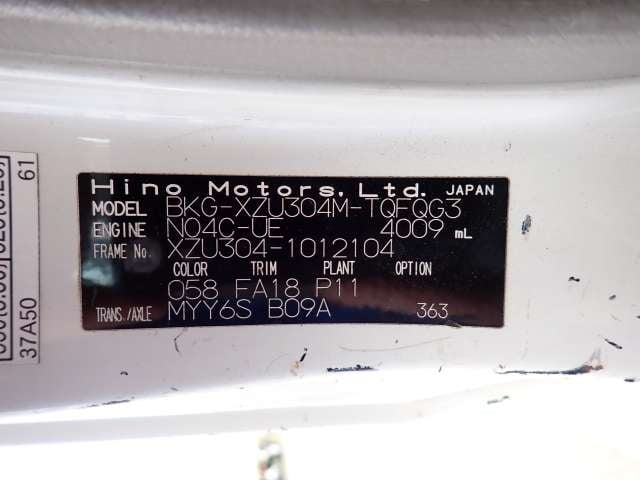 Hino Motors, Ltd. JAPAN
MODEL BKG-XZU304M-TQFQG3
ENGINE N04C-UE 4009 mL
FRAME No. XZU304-1012104
COLOR TRIM PLANT OPTION
058 FA18 P11
TRANS./AXLE MYY6S B09A 363
37A50 61